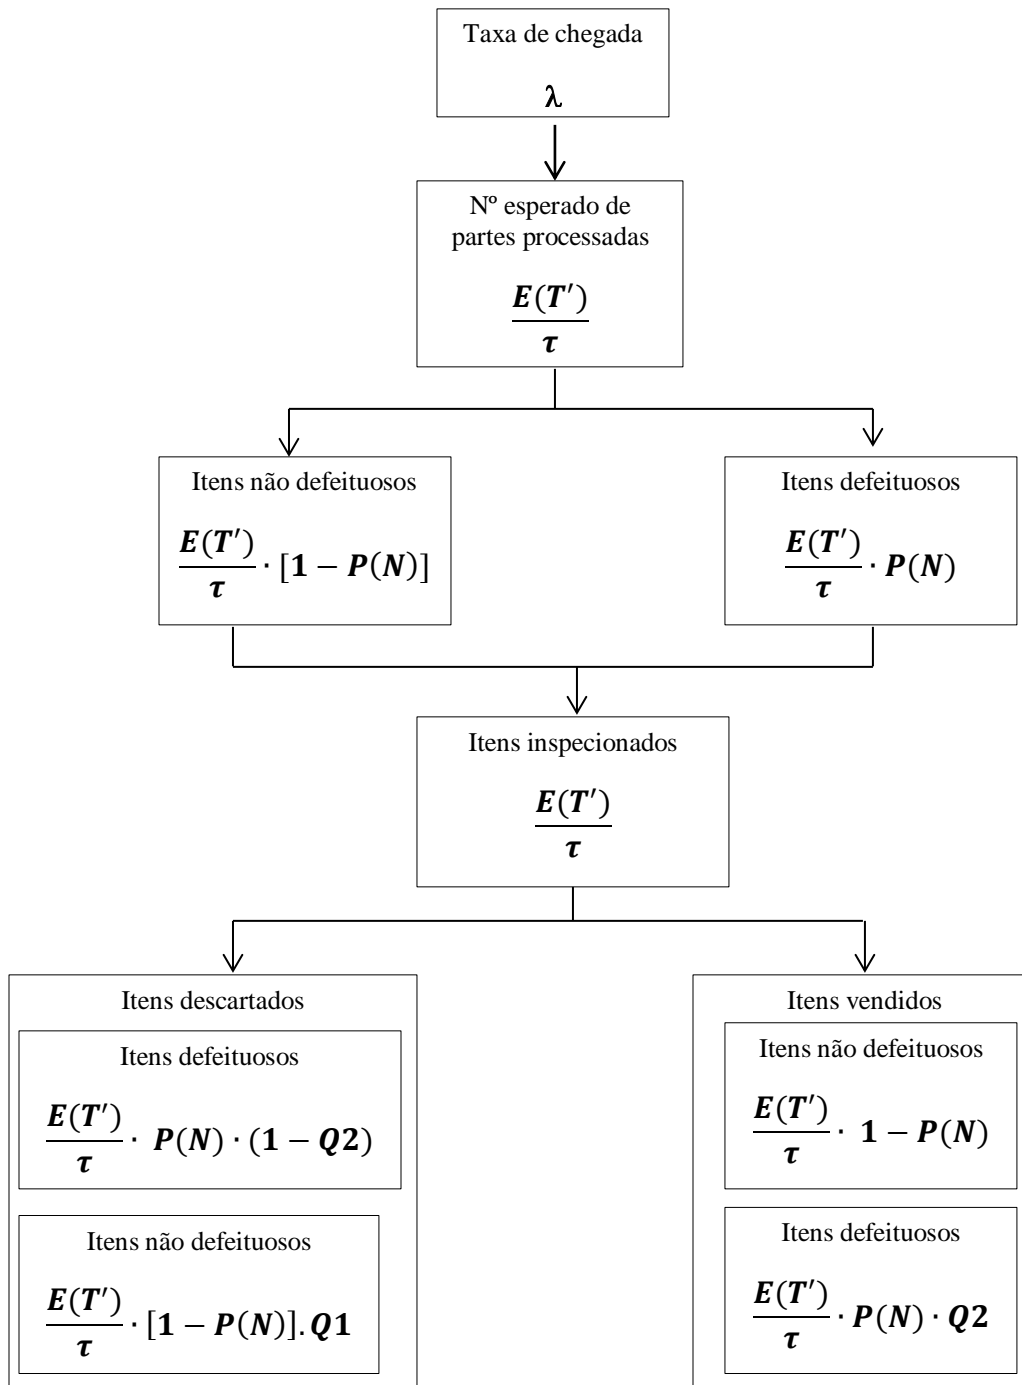 Taxa de chegada
λ
Nº esperado de
partes processadas
E(T′)
τ
Itens não defeituosos
E(T′)
τ
· [1 − P(N)]
Itens defeituosos
E(T′)
τ
· P(N)
Itens inspecionados
E(T′)
τ
Itens descartados
Itens defeituosos
E(T′)
τ
· P(N) · (1 − Q2)
Itens não defeituosos
E(T′)
τ
· [1 − P(N)]. Q1
Itens vendidos
Itens não defeituosos
E(T′)
τ
· 1 − P(N)
Itens defeituosos
E(T′)
τ
· P(N) · Q2